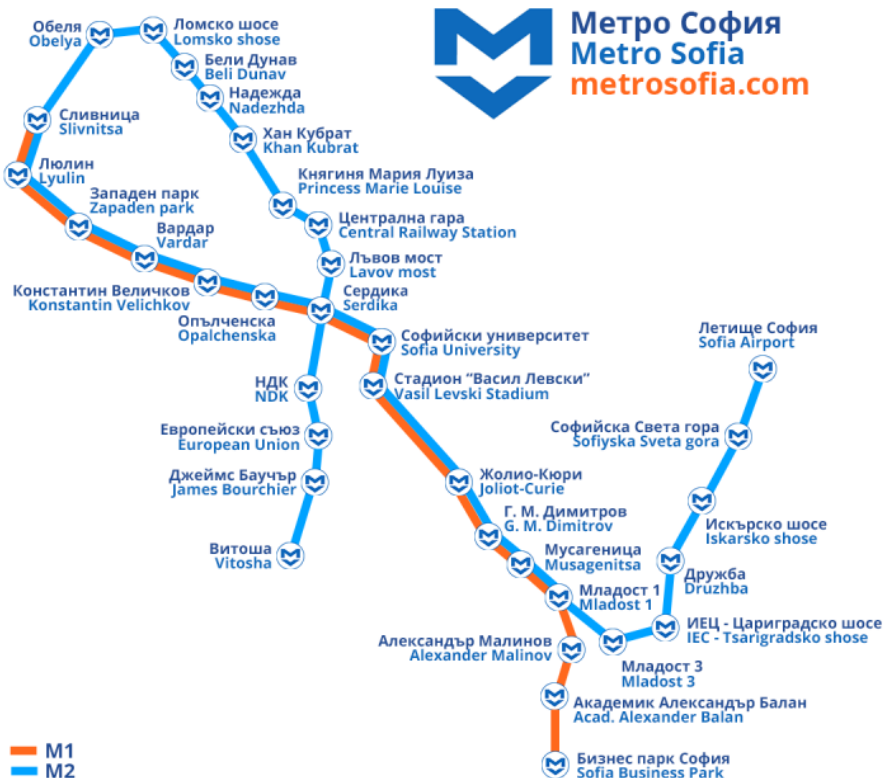 Метро София
Metro Sofia
metrosofia.com
Обеля
Obelya
Ломско шосе
Lomsko shose
Бели Дунав
Beli Dunav
Надежда
Nadezhda
Сливница
Slivnitsa
Хан Кубрат
Khan Kubrat
Люлин
Lyulin
Княгиня Мария Луиза
Princess Marie Louise
Западен парк
Zapaden park
Централна гара
Central Railway Station
Вардар
Vardar
Лъвов мост
Lavov most
Константин Величков
Konstantin Velichkov
Сердика
Serdika
Опълченска
Opalchenska
Софийски университет
Sofia University
Летище София
Sofia Airport
НДК
NDK
Стадион “Васил Левски”
Vasil Levski Stadium
Европейски съюз
European Union
Софийска Света гора
Sofiyska Sveta gora
Джеймс Баучър
James Bourchier
Жолио-Кюри
Joliot-Curie
Г. М. Димитров
G. M. Dimitrov
Искърско шосе
Iskarsko shose
Витоша
Vitosha
Мусагеница
Musagenitsa
Дружба
Druzhba
Младост 1
Mladost 1
ИЕЦ - Цариградско шосе
IEC - Tsarigradsko shose
Александър Малинов
Alexander Malinov
Младост 3
Mladost 3
Академик Александър Балан
Acad. Alexander Balan
Бизнес парк София
Sofia Business Park
M1
M2